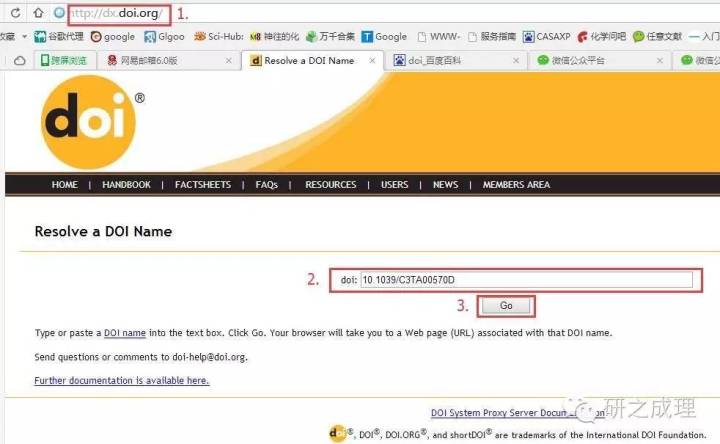 http://dx.doi.org/ 1.
收藏 谷歌代理 google Glgoo Sci-Hub: 神往的化 万千合集 Google WWW- 服务指南 CASAXP 化学问吧 任意文献 一入门
跨屏浏览 网易邮箱6.0版 × Resolve a DOI Name × doi_百度百科 × 微信公众平台 × 微信公
doi®
HOME | HANDBOOK | FACTSHEETS | FAQs | RESOURCES | USERS | NEWS | MEMBERS AREA
Resolve a DOI Name
2. doi: 10.1039/C3TA00570D
3. Go
Type or paste a DOI name into the text box. Click Go. Your browser will take you to a Web page (URL) associated with that DOI name.
Send questions or comments to doi-help@doi.org.
Further documentation is available here.
DOI System Proxy Server Documentation
研之成理
doi®, DOI®, DOI.ORG®, and shortDOI® are trademarks of the International DOI Foundation.